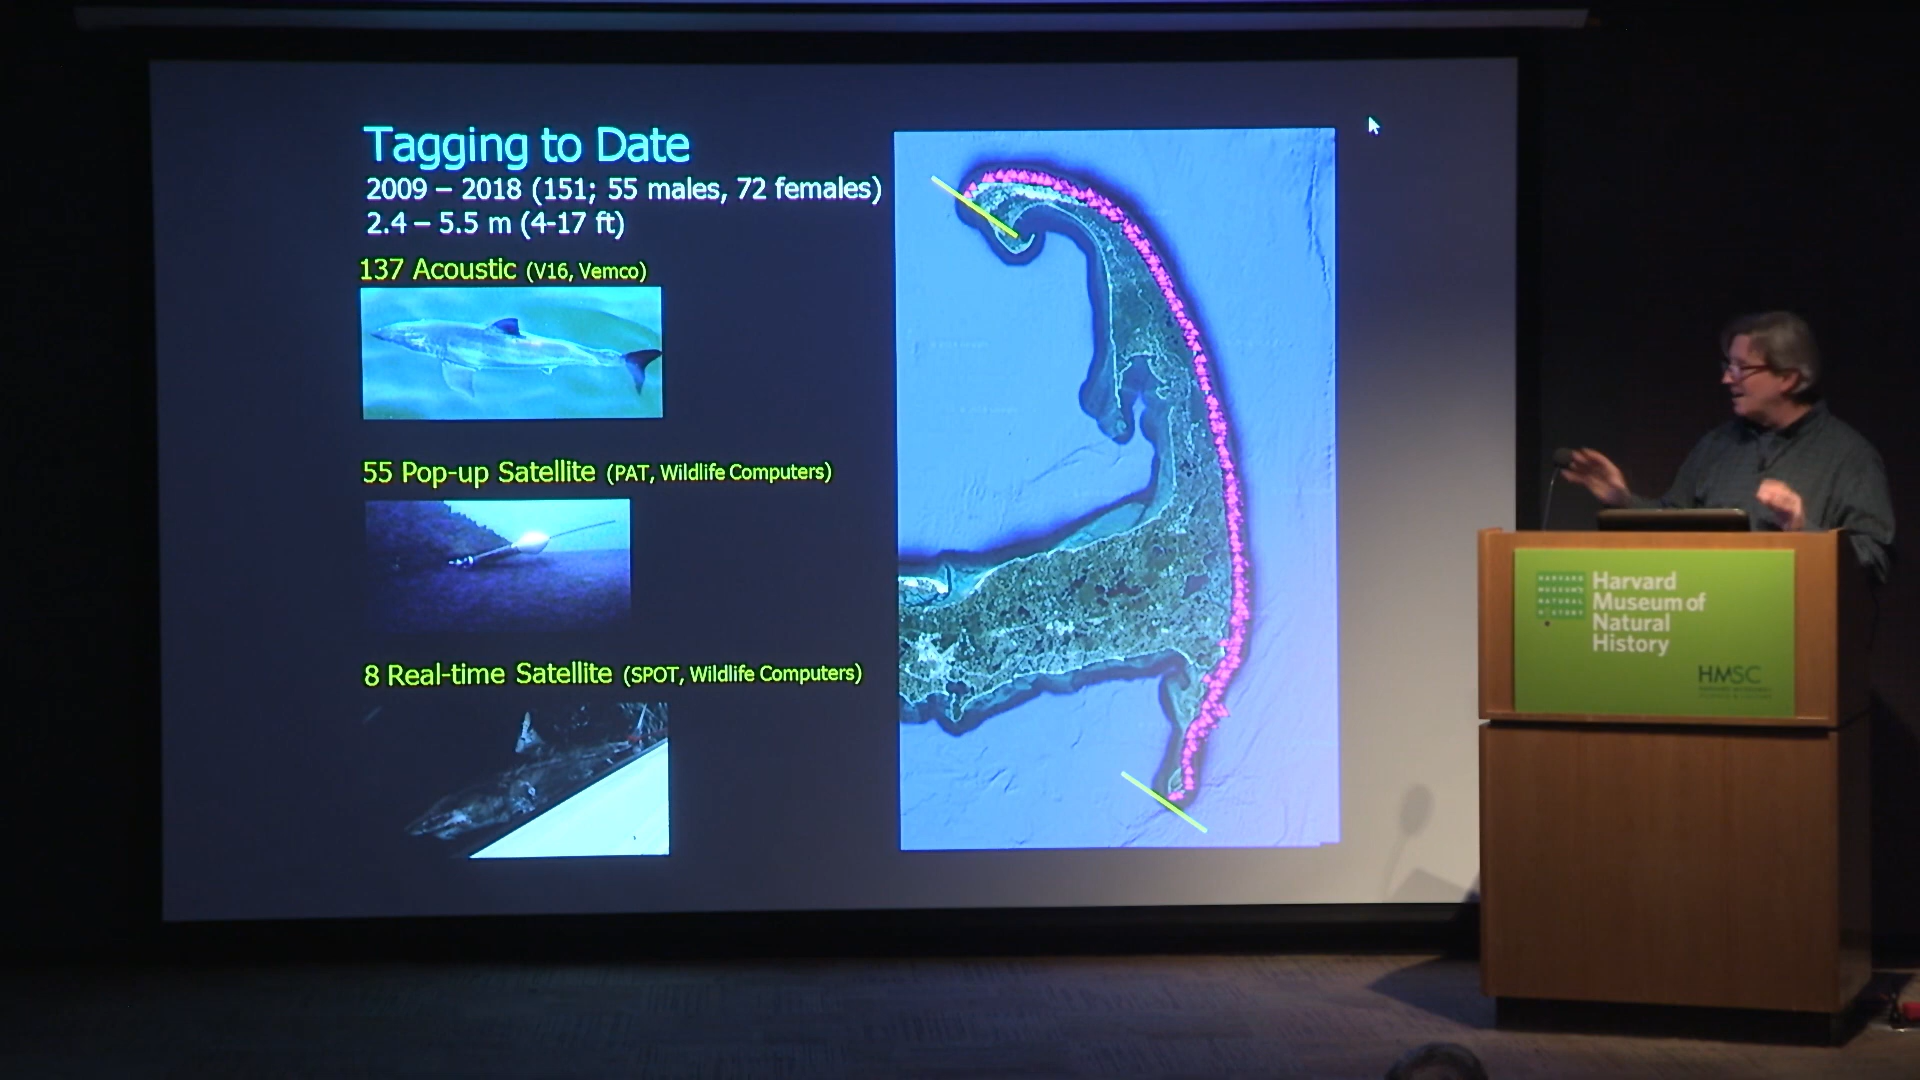 Tagging to Date
2009 – 2018 (151; 55 males, 72 females)
2.4 – 5.5 m (4-17 ft)
137 Acoustic (V16, Vemco)
55 Pop-up Satellite (PAT, Wildlife Computers)
8 Real-time Satellite (SPOT, Wildlife Computers)
Harvard
Museum of
Natural
History
HMSC